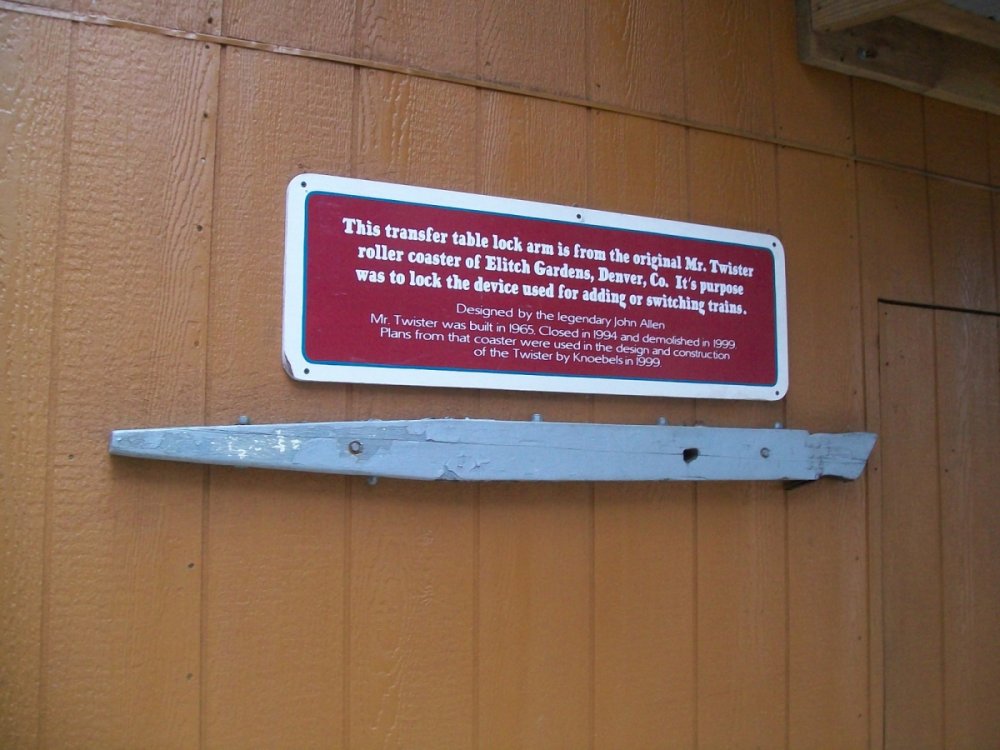 This transfer table lock arm is from the original Mr. Twister
roller coaster of Elitch Gardens, Denver, Co. It's purpose
was to lock the device used for adding or switching trains.
Designed by the legendary John Allen
Mr. Twister was built in 1965. Closed in 1994 and demolished in 1999.
Plans from that coaster were used in the design and construction
of the Twister by Knoebels in 1999.